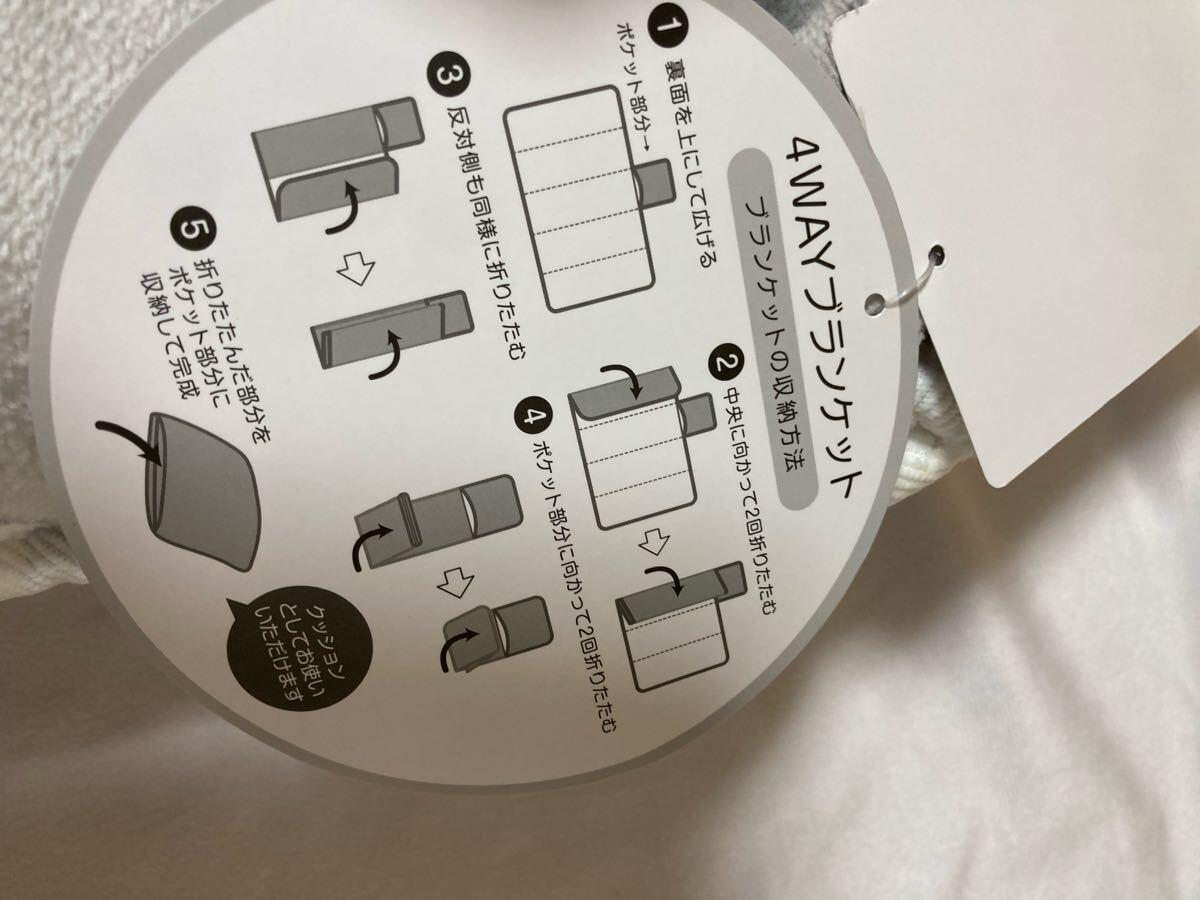 4WAYブランケット
ブランケットの収納方法
1 裏面を上にして広げる
ポケット部分→
2 中央に向かって2回折りたたむ
3 反対側も同様に折りたたむ
4 ポケット部分に向かって2回折りたたむ
5 折りたたんだ部分を
ポケット部分に
収納して完成
クッション
としてお使い
いただけます